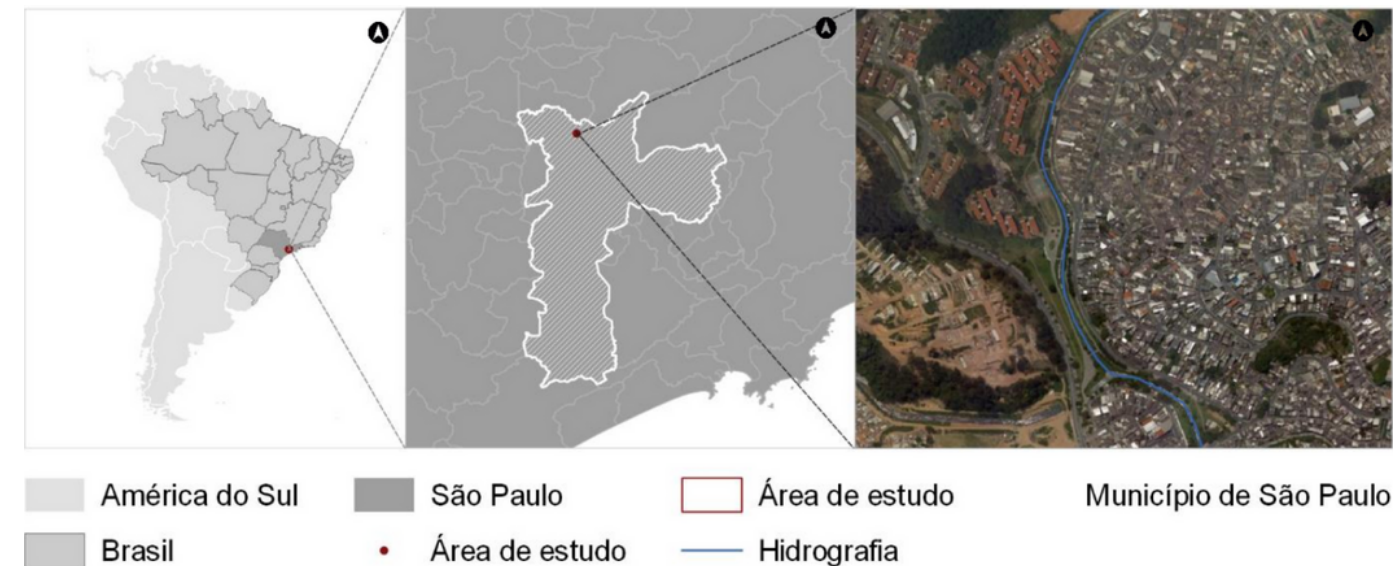 América do Sul
São Paulo
Área de estudo
Município de São Paulo
Brasil
Área de estudo
Hidrografia